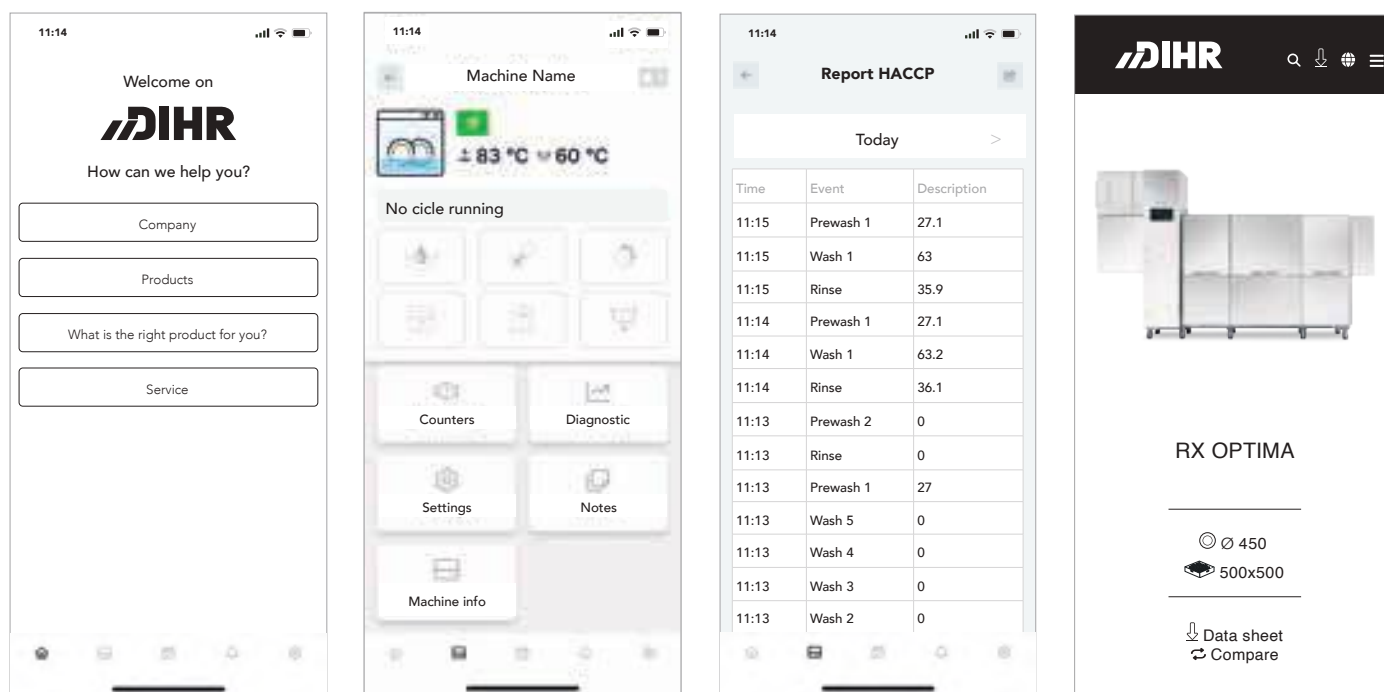 11:14
Welcome on
DIHR
How can we help you?
Company
Products
What is the right product for you?
Service
11:14
Machine Name
83 °C 60 °C
No cicle running
Counters
Diagnostic
Settings
Notes
Machine info
11:14
Report HACCP
Today >
Time Event Description
11:15 Prewash 1 27.1
11:15 Wash 1 63
11:15 Rinse 35.9
11:14 Prewash 1 27.1
11:14 Wash 1 63.2
11:14 Rinse 36.1
11:13 Prewash 2 0
11:13 Rinse 0
11:13 Prewash 1 27
11:13 Wash 5 0
11:13 Wash 4 0
11:13 Wash 3 0
11:13 Wash 2 0
DIHR
RX OPTIMA
Ø 450
500x500
Data sheet
Compare